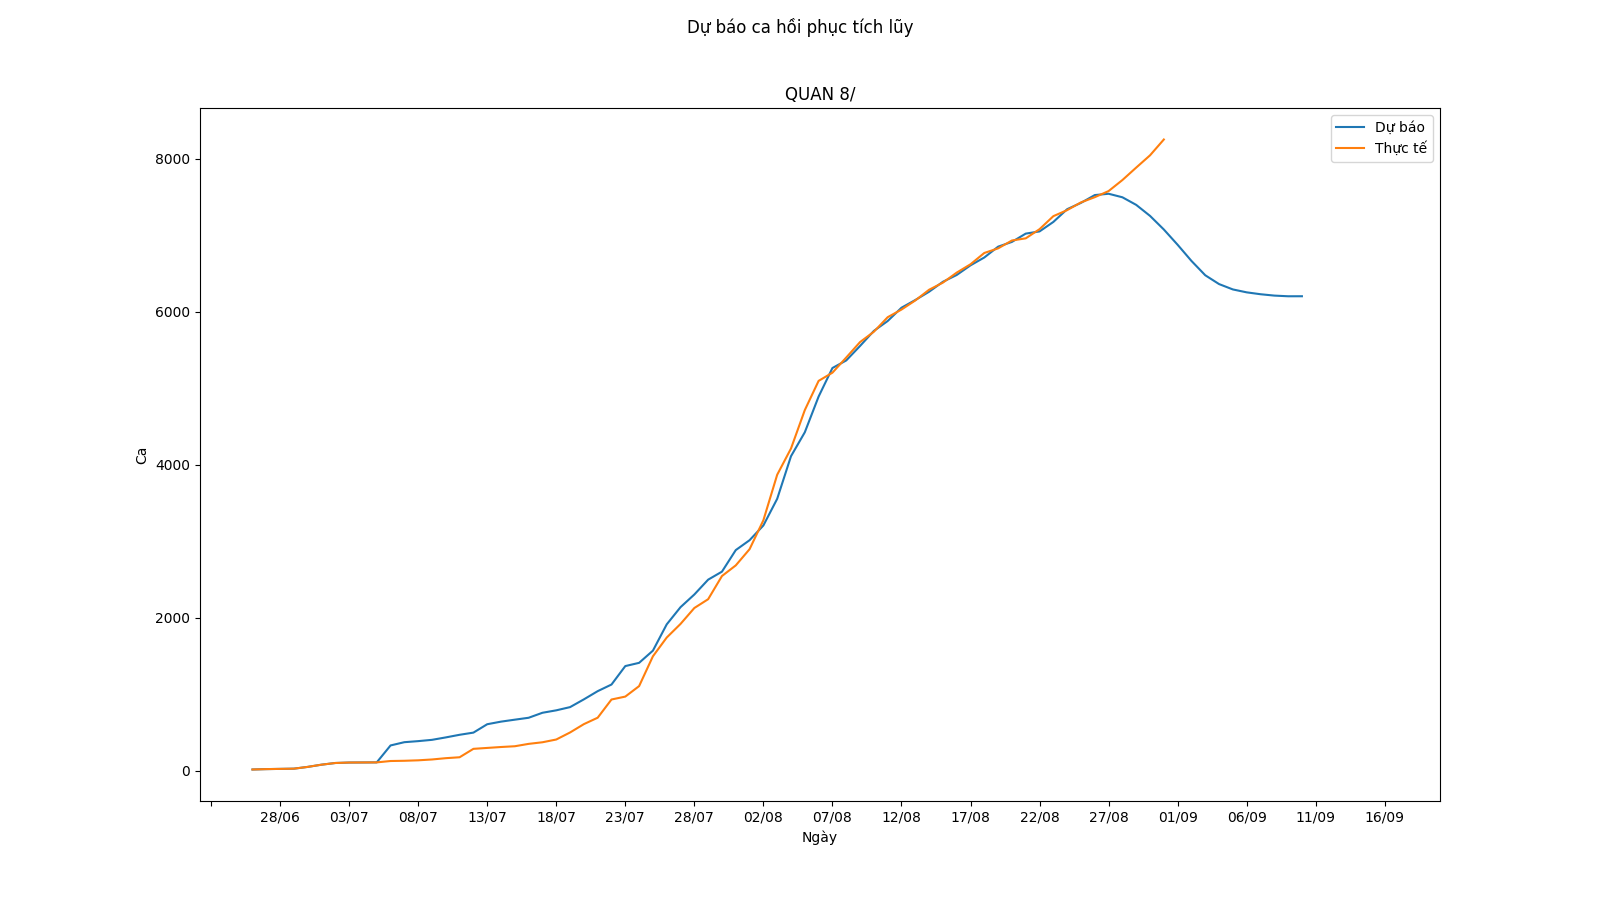 Dự báo ca hồi phục tích lũy
QUAN 8/
Dự báo
Thực tế
8000
6000
4000
2000
0
Ca
28/06 03/07 08/07 13/07 18/07 23/07 28/07 02/08 07/08 12/08 17/08 22/08 27/08 01/09 06/09 11/09 16/09
Ngày